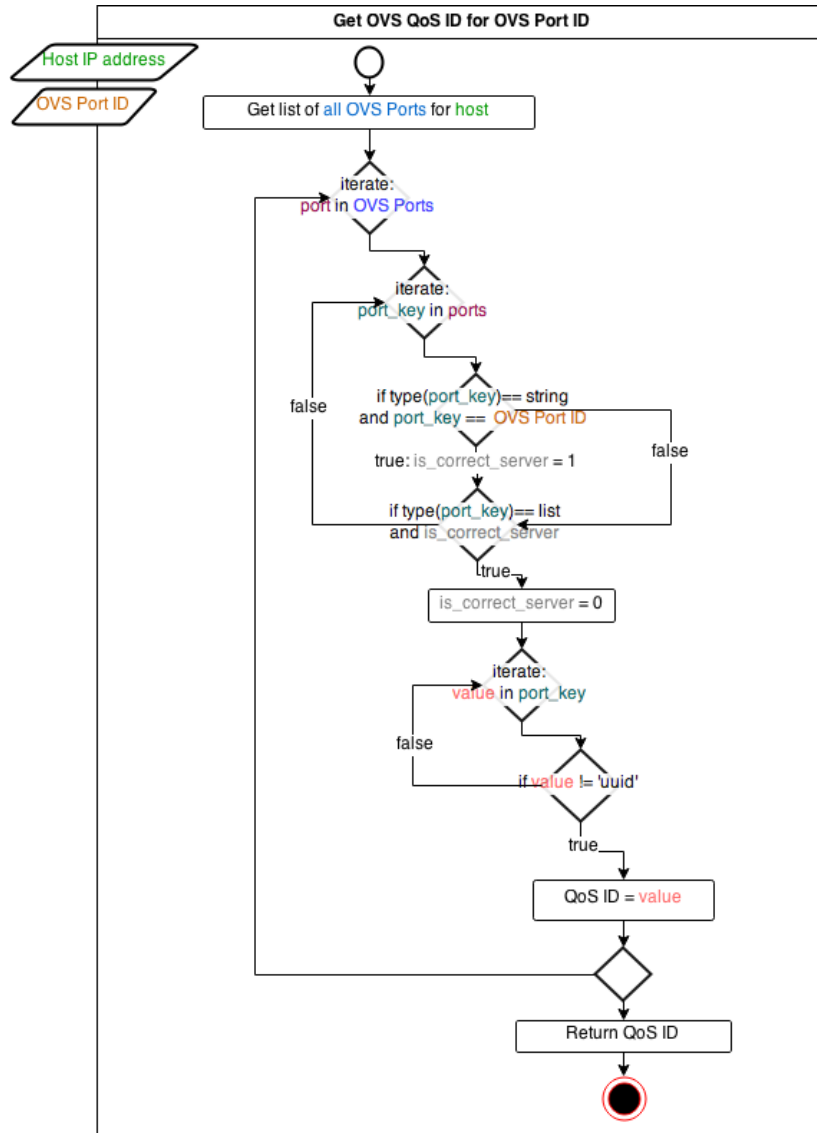 Get OVS QoS ID for OVS Port ID
Host IP address
OVS Port ID
Get list of all OVS Ports for host
iterate:
port in OVS Ports
iterate:
port_key in ports
if type(port_key)== string
and port_key == OVS Port ID
false
false
true: is_correct_server = 1
if type(port_key)== list
and is_correct_server
true
is_correct_server = 0
iterate:
value in port_key
false
if value != 'uuid'
true
QoS ID = value
Return QoS ID